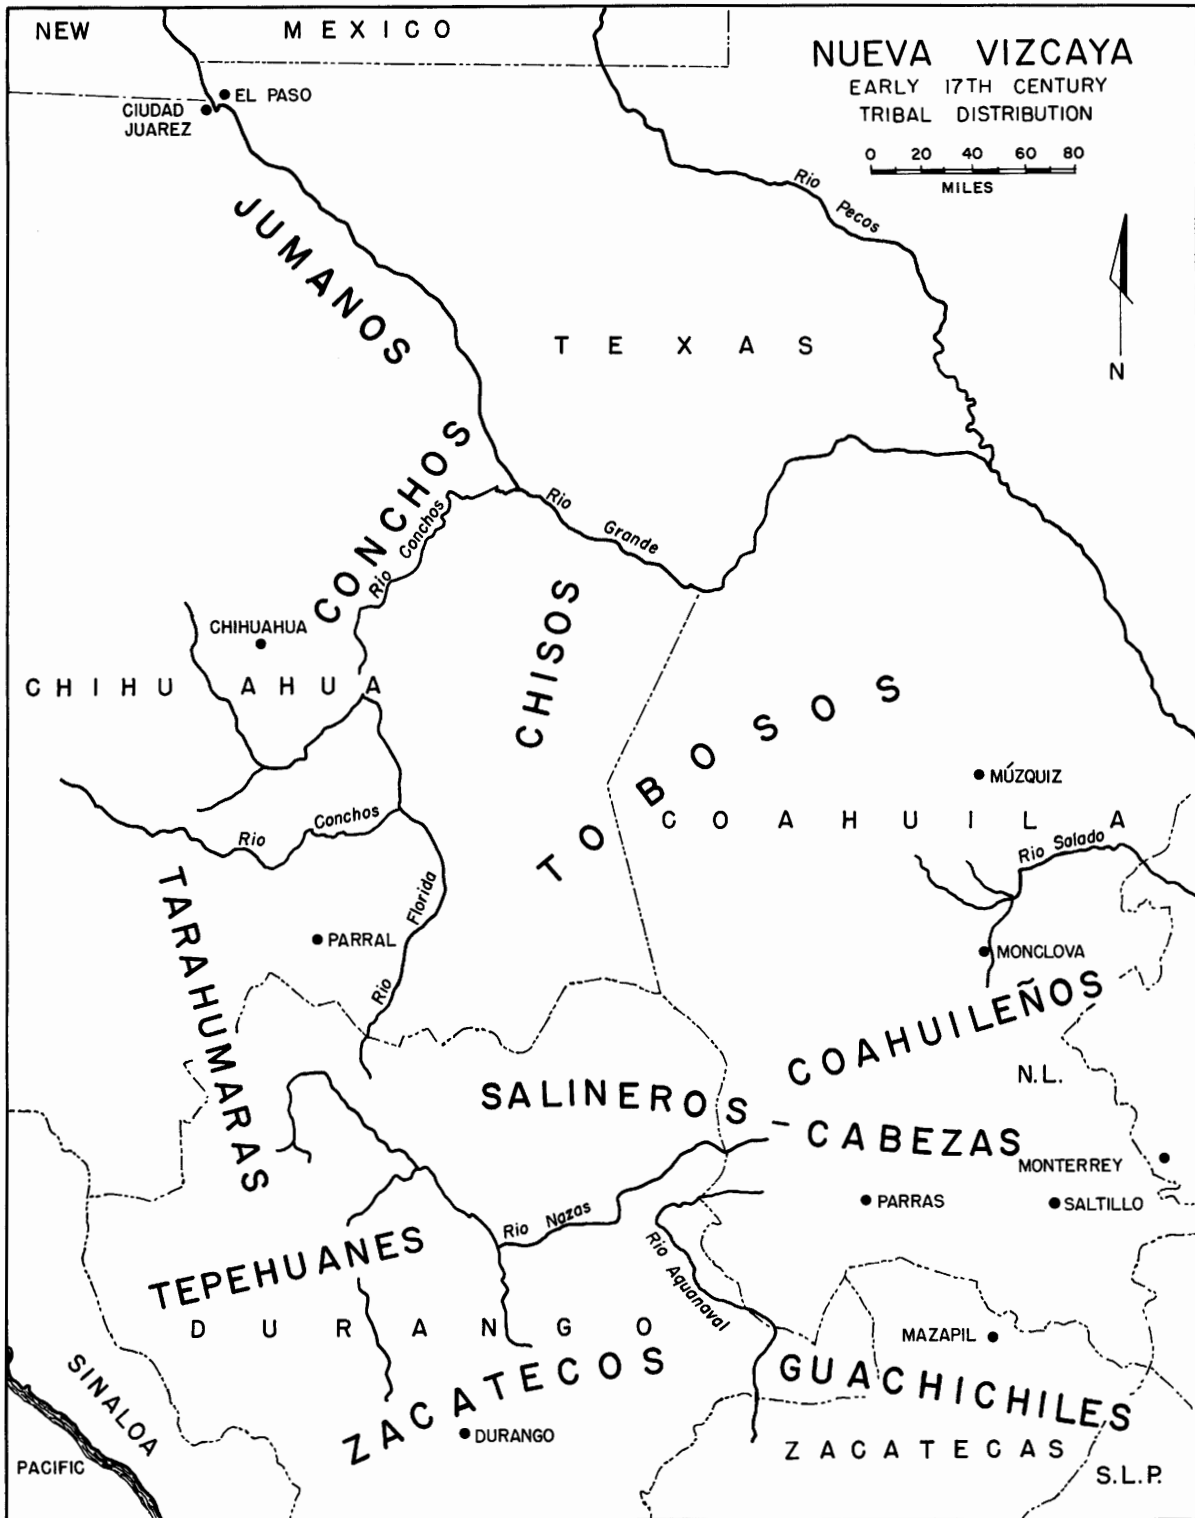 NEW MEXICO
NUEVA VIZCAYA
EARLY 17TH CENTURY
TRIBAL DISTRIBUTION
0 20 40 60 80
MILES
EL PASO
CIUDAD
JUAREZ
Rio Pecos
JUMANOS
TEXAS
N
CONCHOS
Rio Conchos
Rio Grande
CHISOS
CHIHUAHUA
CHIHUAHUA
TOBOSOS
MÚZQUIZ
COAHUILA
Rio Conchos
Rio Salado
TARAHUMARAS
Rio Florida
PARRAL
MONCLOVA
COAHUILEÑOS
N.L.
SALINEROS - CABEZAS
MONTERREY
PARRAS
SALTILLO
Rio Nazas
TEPEHUANES
Rio Aquanaval
DURANGO
MAZAPIL
SINALOA
ZACATECOS
GUACHICHILES
DURANGO
ZACATECAS
PACIFIC
S.L.P.